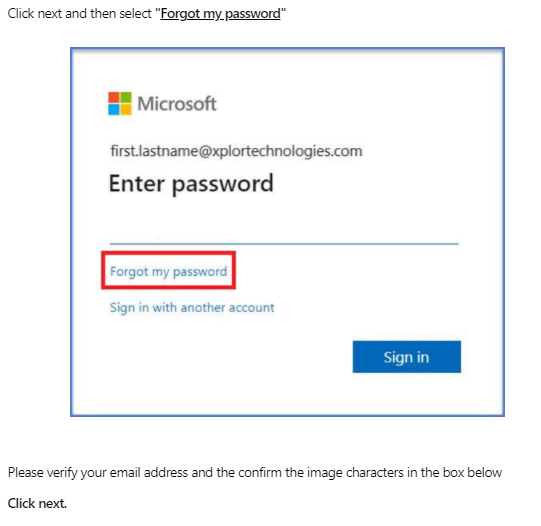 Click next and then select "Forgot my password"
Microsoft
first.lastname@xplortechnologies.com
Enter password
Forgot my password
Sign in with another account
Sign in
Please verify your email address and the confirm the image characters in the box below
Click next.